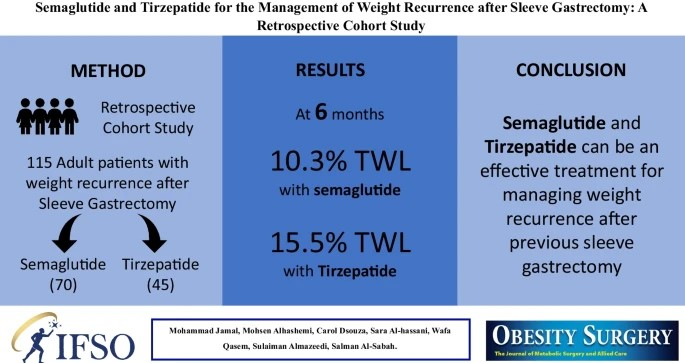 Semaglutide and Tirzepatide for the Management of Weight Recurrence after Sleeve Gastrectomy: A
Retrospective Cohort Study
METHOD
Retrospective
Cohort Study
115 Adult patients with
weight recurrence after
Sleeve Gastrectomy
Semaglutide
(70)
Tirzepatide
(45)
RESULTS
At 6 months
10.3% TWL
with semaglutide
15.5% TWL
with Tirzepatide
CONCLUSION
Semaglutide and
Tirzepatide can be an
effective treatment for
managing weight
recurrence after
previous sleeve
gastrectomy
IFSO
Mohammad Jamal, Mohsen Alhashemi, Carol Dsouza, Sara Al-hassani, Wafa
Qasem, Sulaiman Almazeedi, Salman Al-Sabah.
OBESITY SURGERY
The Journal of Metabolic Surgery and Allied Care